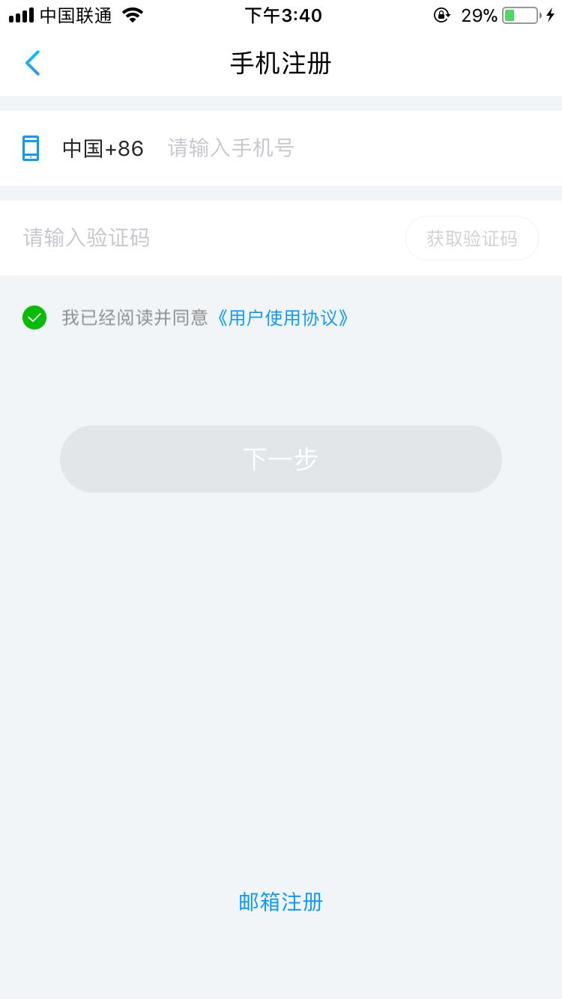 中国联通 下午3:40 29%
手机注册
中国+86 请输入手机号
请输入验证码 获取验证码
我已经阅读并同意《用户使用协议》
下一步
邮箱注册